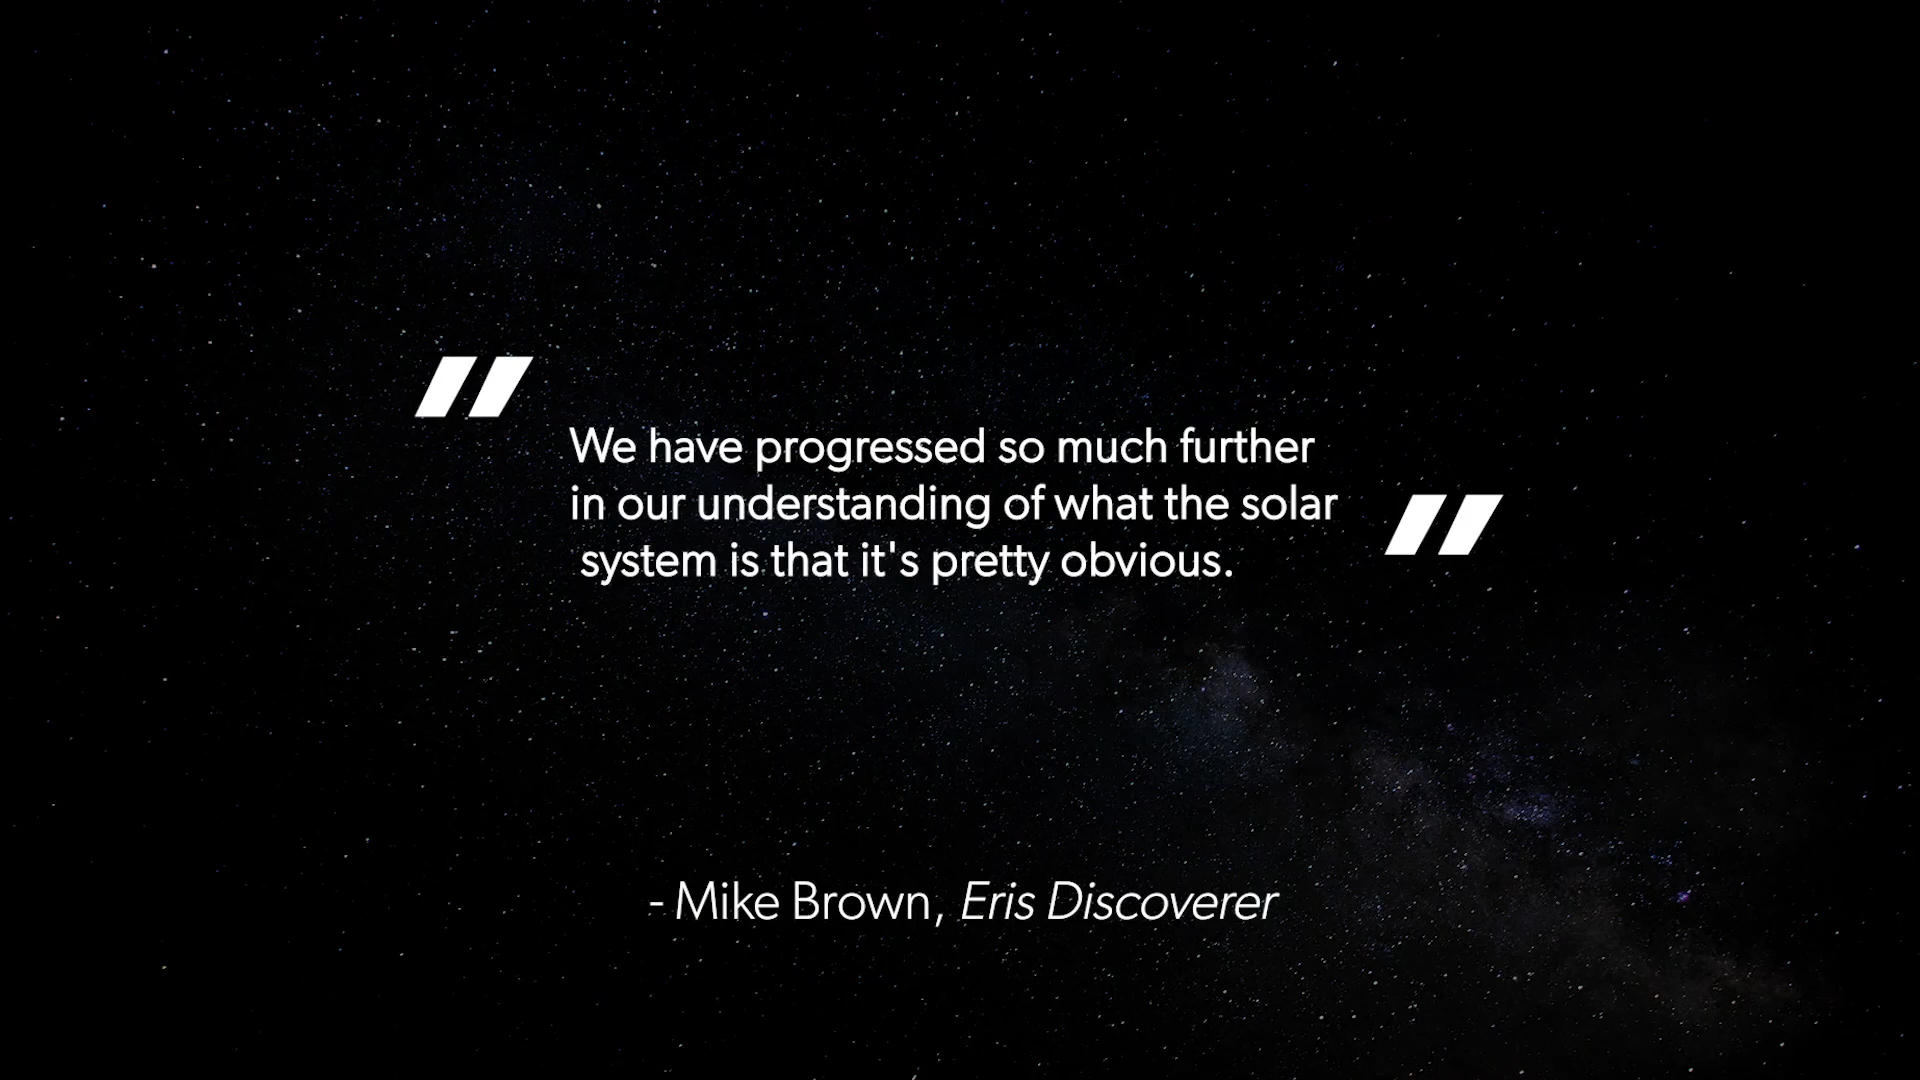 "We have progressed so much further
in our understanding of what the solar
system is that it's pretty obvious."
- Mike Brown, Eris Discoverer